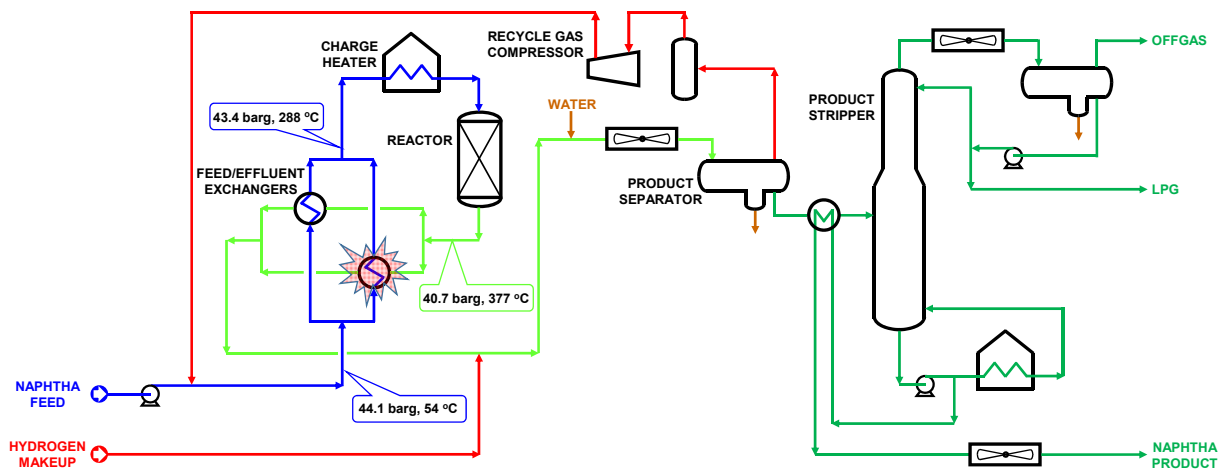 RECYCLE GAS
COMPRESSOR
CHARGE
HEATER
OFFGAS
PRODUCT
STRIPPER
WATER
43.4 barg, 288 °C
REACTOR
FEED/EFFLUENT
EXCHANGERS
PRODUCT
SEPARATOR
LPG
40.7 barg, 377 °C
NAPHTHA
FEED
44.1 barg, 54 °C
HYDROGEN
MAKEUP
NAPHTHA
PRODUCT